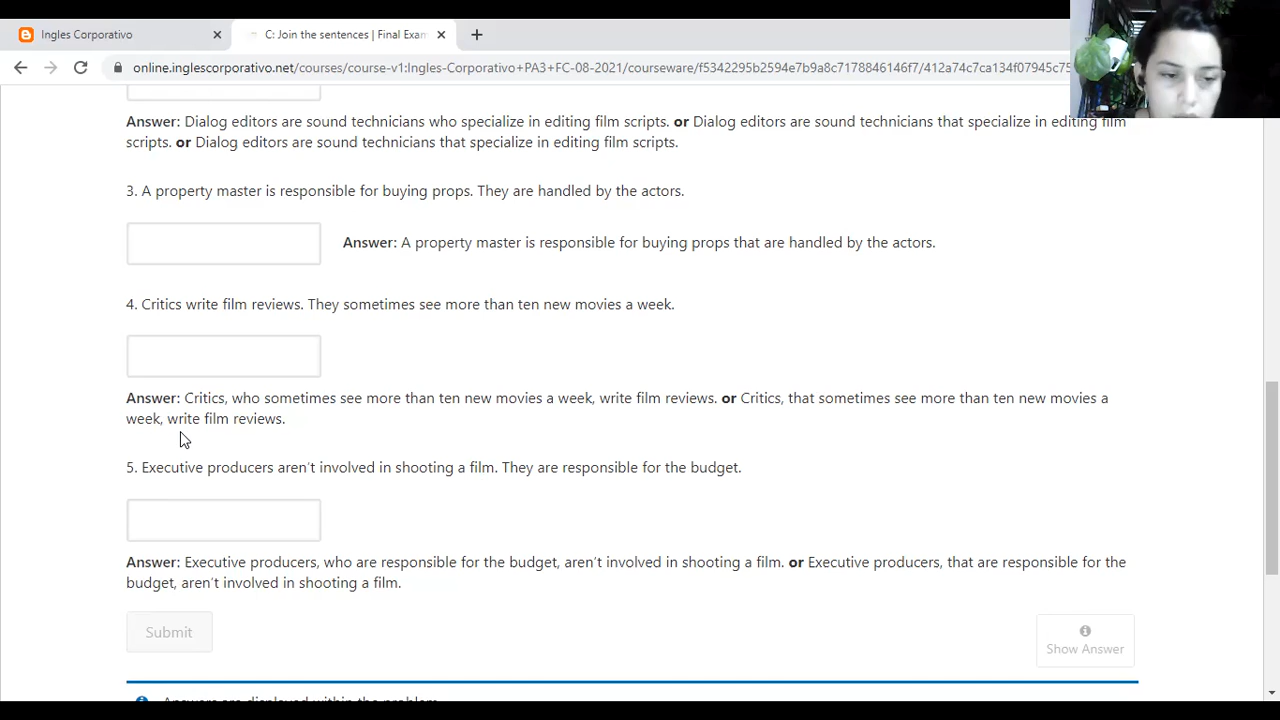 Ingles Corporativo
C: Join the sentences | Final Exam
online.inglescorporativo.net/courses/course-v1:Ingles-Corporativo+PA3+FC-08-2021/courseware/f5342295b2594e7b9a8c7178846146f7/412a74c7ca134f07945c75
Answer: Dialog editors are sound technicians who specialize in editing film scripts. or Dialog editors are sound technicians that specialize in editing film
scripts. or Dialog editors are sound technicians that specialize in editing film scripts.
3. A property master is responsible for buying props. They are handled by the actors.
Answer: A property master is responsible for buying props that are handled by the actors.
4. Critics write film reviews. They sometimes see more than ten new movies a week.
Answer: Critics, who sometimes see more than ten new movies a week, write film reviews. or Critics, that sometimes see more than ten new movies a
week, write film reviews.
5. Executive producers aren't involved in shooting a film. They are responsible for the budget.
Answer: Executive producers, who are responsible for the budget, aren't involved in shooting a film. or Executive producers, that are responsible for the
budget, aren't involved in shooting a film.
Submit
Show Answer
Answers are displayed within the problem